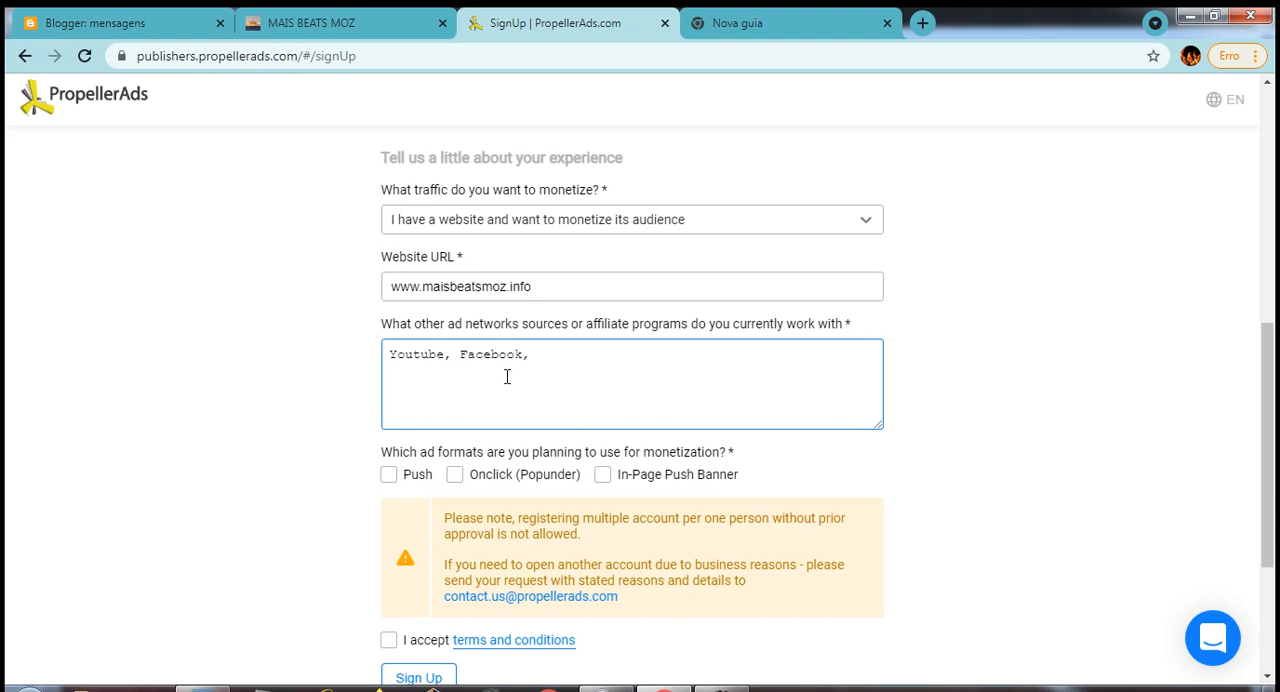 Blogger: mensagens
MAIS BEATS MOZ
SignUp | PropellerAds.com
Nova guia
publishers.propellerads.com/#/signUp
Erro
PropellerAds
EN
Tell us a little about your experience
What traffic do you want to monetize? *
I have a website and want to monetize its audience
Website URL *
www.maisbeatsmoz.info
What other ad networks sources or affiliate programs do you currently work with *
Youtube, Facebook,
Which ad formats are you planning to use for monetization? *
Push Onclick (Popunder) In-Page Push Banner
Please note, registering multiple account per one person without prior
approval is not allowed.
If you need to open another account due to business reasons - please
send your request with stated reasons and details to
contact.us@propellerads.com
I accept terms and conditions
Sign Up